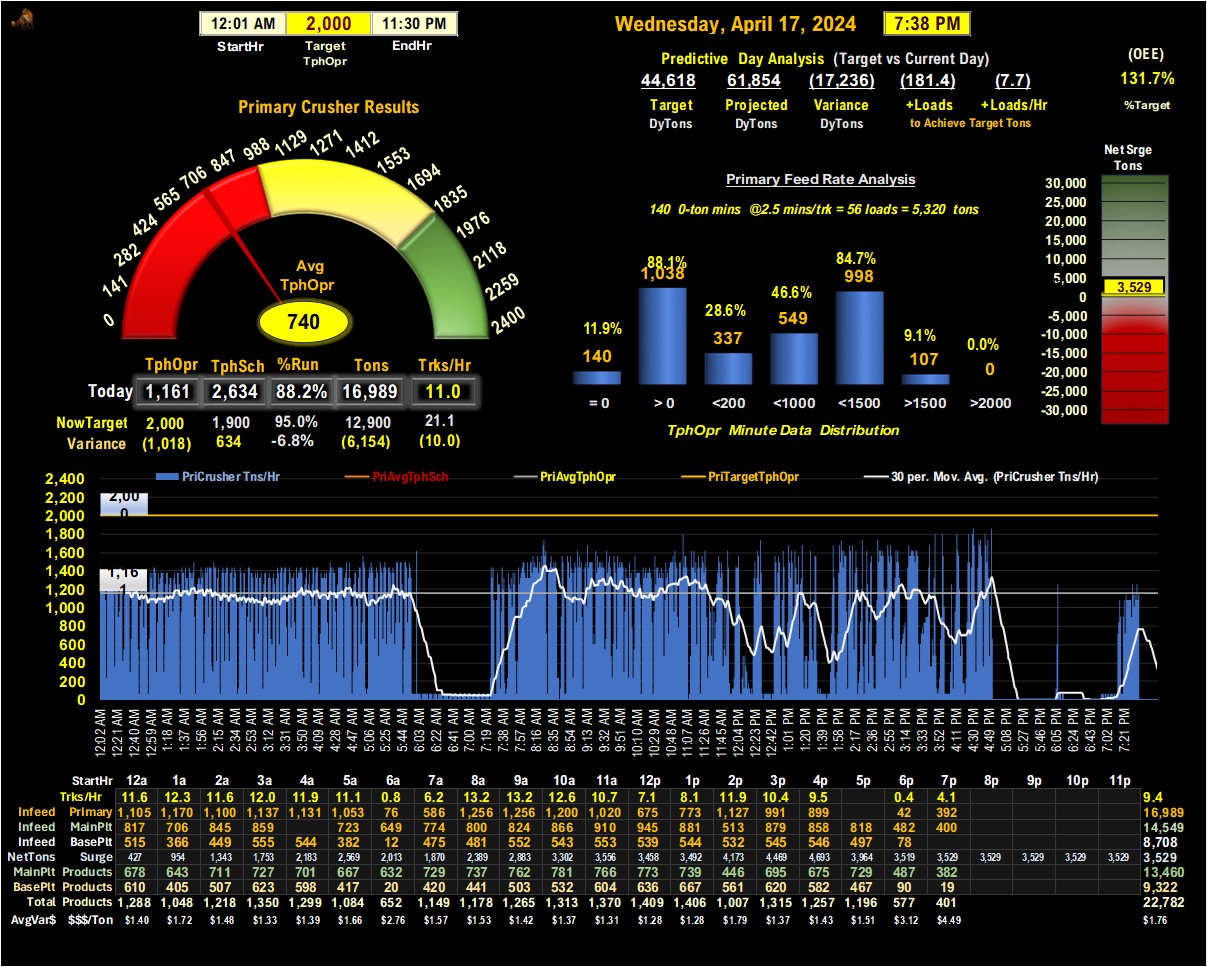 12:01 AM 2,000 11:30 PM
StartHr Target TphOpr EndHr
Wednesday, April 17, 2024 7:38 PM
Predictive Day Analysis (Target vs Current Day)
44,618 61,854 (17,236) (181.4) (7.7)
Target Projected Variance +Loads +Loads/Hr
DyTons DyTons DyTons to Achieve Target Tons
(OEE)
131.7%
%Target
Primary Crusher Results
0 141 282 424 565 706 847 988 1129 1271 1412 1553 1694 1835 1976 2118 2259 2400
Avg
TphOpr
740
TphOpr TphSch %Run Tons Trks/Hr
Today 1,161 2,634 88.2% 16,989 11.0
NowTarget 2,000 1,900 95.0% 12,900 21.1
Variance (1,018) 634 -6.8% (6,154) (10.0)
Primary Feed Rate Analysis
140 0-ton mins @2.5 mins/trk = 56 loads = 5,320 tons
11.9% 88.1% 28.6% 46.6% 84.7% 9.1% 0.0%
140 1,038 337 549 998 107 0
= 0 > 0 <200 <1000 <1500 >1500 >2000
TphOpr Minute Data Distribution
Net Srge
Tons
30,000
25,000
20,000
15,000
10,000
5,000
3,529
0
-5,000
-10,000
-15,000
-20,000
-25,000
-30,000
PriCrusher Tns/Hr PriAvgTphSch PriAvgTphOpr PriTargetTphOpr 30 per. Mov. Avg. (PriCrusher Tns/Hr)
2,400
2,200
2,000
1,800
1,600
1,400
1,200
1,000
800
600
400
200
0
2,000
1,161
12:02 AM 12:21 AM 12:40 AM 12:59 AM 1:18 AM 1:37 AM 1:56 AM 2:15 AM 2:34 AM 2:53 AM 3:12 AM 3:31 AM 3:50 AM 4:09 AM 4:28 AM 4:47 AM 5:06 AM 5:25 AM 5:44 AM 6:03 AM 6:22 AM 6:41 AM 7:00 AM 7:19 AM 7:38 AM 7:57 AM 8:16 AM 8:35 AM 8:54 AM 9:13 AM 9:32 AM 9:51 AM 10:10 AM 10:29 AM 10:48 AM 11:07 AM 11:26 AM 11:45 AM 12:04 PM 12:23 PM 12:42 PM 1:01 PM 1:20 PM 1:39 PM 1:58 PM 2:17 PM 2:36 PM 2:55 PM 3:14 PM 3:33 PM 3:52 PM 4:11 PM 4:30 PM 4:49 PM 5:08 PM 5:27 PM 5:46 PM 6:05 PM 6:24 PM 6:43 PM 7:02 PM 7:21 PM
StartHr 12a 1a 2a 3a 4a 5a 6a 7a 8a 9a 10a 11a 12p 1p 2p 3p 4p 5p 6p 7p 8p 9p 10p 11p
Trks/Hr 11.6 12.3 11.6 12.0 11.9 11.1 0.8 6.2 13.2 13.2 12.6 10.7 7.1 8.1 11.9 10.4 9.5 0.4 4.1 9.4
Infeed Primary 1,105 1,170 1,100 1,137 1,131 1,053 76 586 1,256 1,256 1,200 1,020 675 773 1,127 991 899 42 392 16,989
Infeed MainPlt 817 706 845 859 723 649 774 800 824 866 910 945 881 513 879 858 818 482 400 14,549
Infeed BasePlt 515 366 449 555 544 382 12 475 481 552 543 553 539 544 532 545 546 497 78 8,708
NetTons Surge 427 954 1,343 1,753 2,183 2,569 2,013 1,870 2,389 2,883 3,302 3,556 3,458 3,492 4,173 4,469 4,693 3,964 3,519 3,529 3,529 3,529 3,529 3,529 3,529
MainPlt Products 678 643 711 727 701 667 632 729 737 762 781 766 773 739 446 695 675 729 487 382 13,460
BasePlt Products 610 405 507 623 598 417 20 420 441 503 532 604 636 667 561 620 582 467 90 19 9,322
Total Products 1,288 1,048 1,218 1,350 1,299 1,084 652 1,149 1,178 1,265 1,313 1,370 1,409 1,406 1,007 1,315 1,257 1,196 577 401 22,782
AvgVar$ $$$/Ton $1.40 $1.72 $1.48 $1.33 $1.39 $1.66 $2.76 $1.57 $1.53 $1.42 $1.37 $1.31 $1.28 $1.28 $1.79 $1.37 $1.43 $1.51 $3.12 $4.49 $1.76